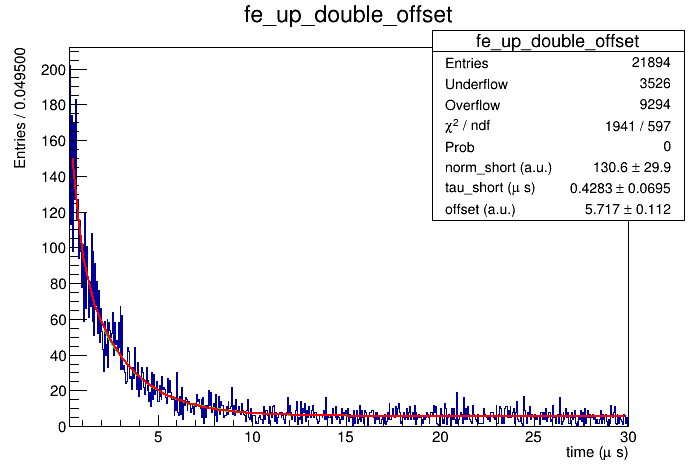 fe_up_double_offset
Entries / 0.049500
fe_up_double_offset
Entries 21894
Underflow 3526
Overflow 9294
χ² / ndf 1941 / 597
Prob 0
norm_short (a.u.) 130.6 ± 29.9
tau_short (μ s) 0.4283 ± 0.0695
offset (a.u.) 5.717 ± 0.112
200
180
160
140
120
100
80
60
40
20
0
5 10 15 20 25 30
time (μ s)